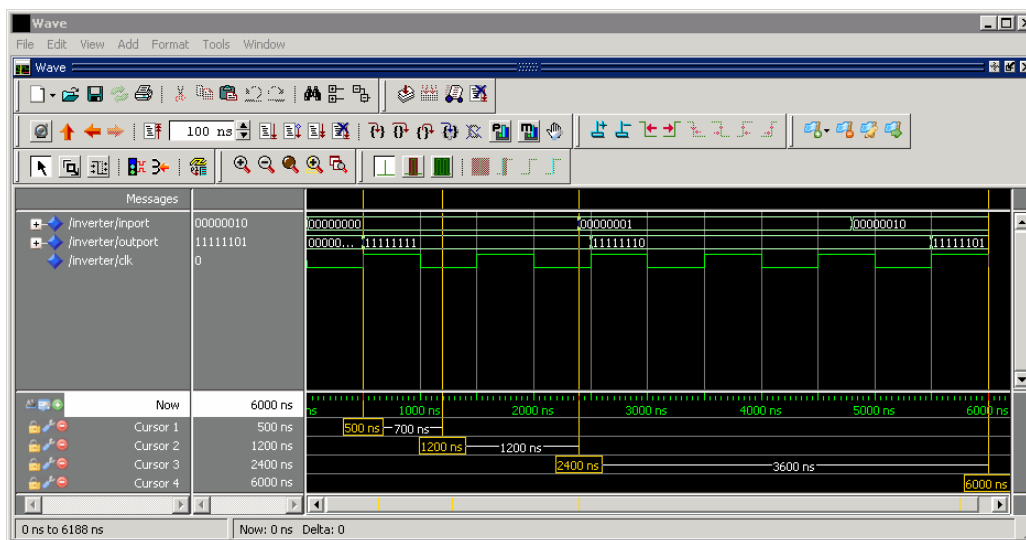 Wave
File Edit View Add Format Tools Window
Wave
100 ns
Messages
/inverter/inport 00000010 00000000 00000001 00000010
/inverter/outport 11111101 00000... 11111111 11111110 11111101
/inverter/clk 0
Now 6000 ns ns 1000 ns 2000 ns 3000 ns 4000 ns 5000 ns 6000 ns
Cursor 1 500 ns 500 ns 700 ns
Cursor 2 1200 ns 1200 ns 1200 ns
Cursor 3 2400 ns 2400 ns 3600 ns
Cursor 4 6000 ns 6000 ns
0 ns to 6188 ns Now: 0 ns Delta: 0